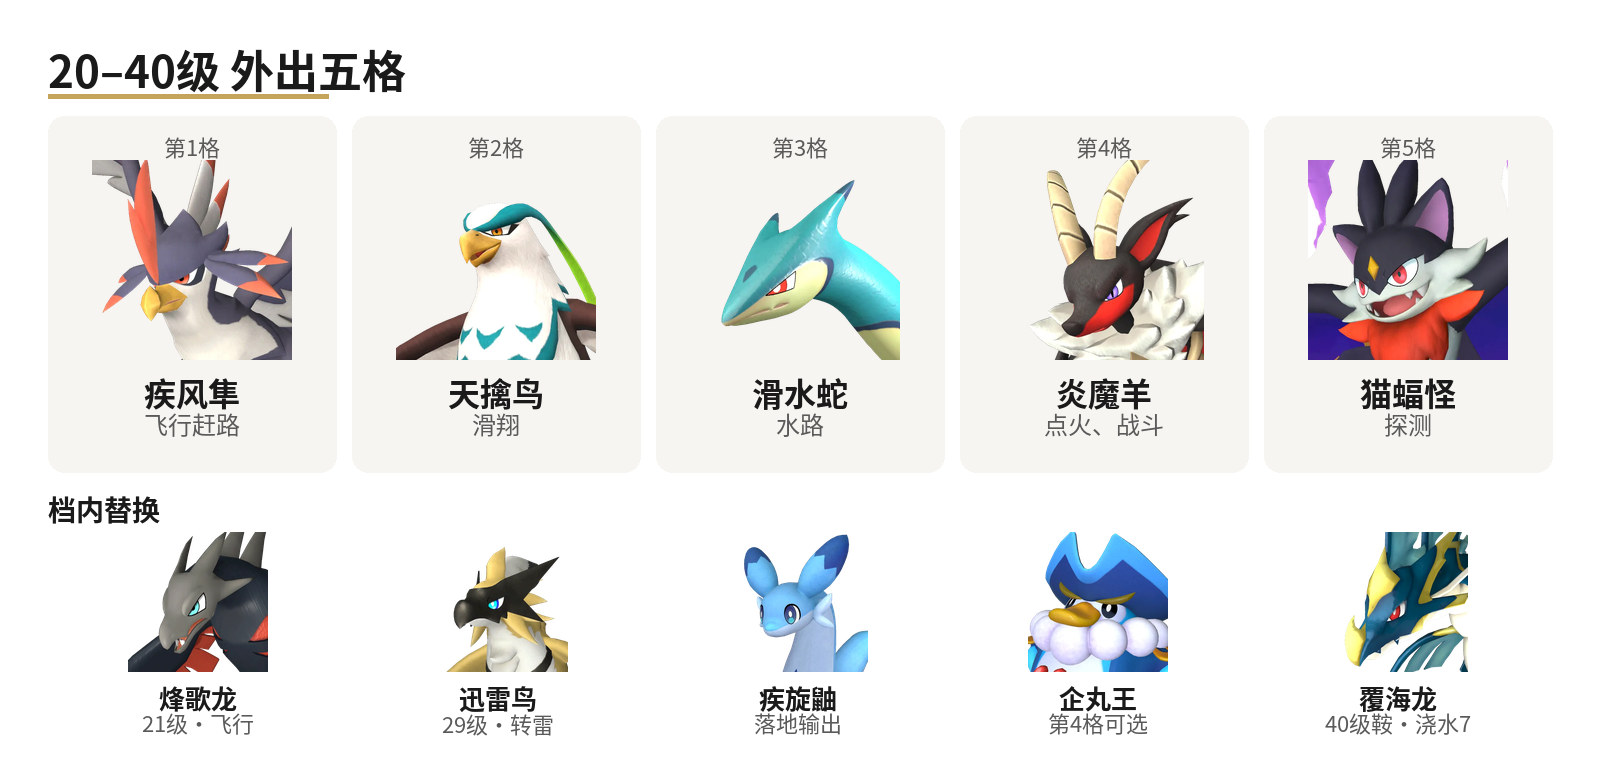 20–40级 外出五格
第1格
第2格
第3格
第4格
第5格
疾风隼
天擒鸟
滑水蛇
炎魔羊
猫蝠怪
飞行赶路
滑翔
水路
点火、战斗
探测
档内替换
烽歌龙
迅雷鸟
疾旋鼬
企丸王
覆海龙
21级・飞行
29级・转雷
落地输出
第4格可选
40级鞍・浇水7